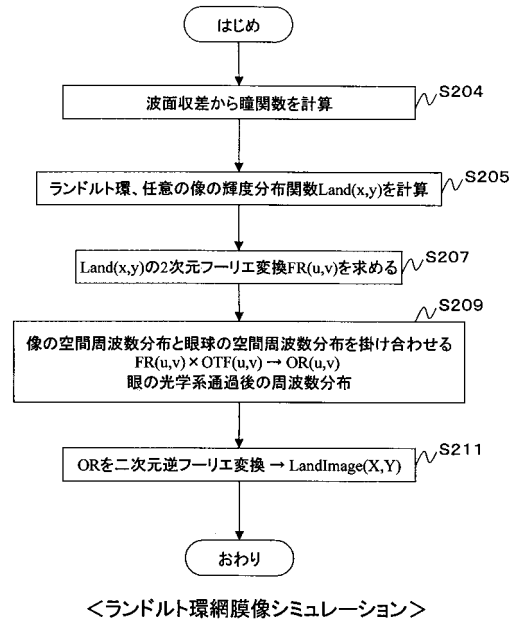 はじめ
波面収差から瞳関数を計算
S204
ランドルト環、任意の像の輝度分布関数Land(x,y)を計算
S205
Land(x,y)の2次元フーリエ変換FR(u,v)を求める
S207
S209
像の空間周波数分布と眼球の空間周波数分布を掛け合わせる
FR(u,v)×OTF(u,v) → OR(u,v)
眼の光学系通過後の周波数分布
ORを二次元逆フーリエ変換 → LandImage(X,Y)
S211
おわり
＜ランドルト環網膜像シミュレーション＞